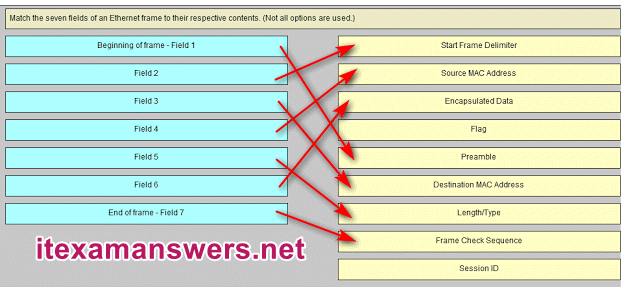 Match the seven fields of an Ethernet frame to their respective contents. (Not all options are used.)
Beginning of frame - Field 1
Start Frame Delimiter
Field 2
Source MAC Address
Field 3
Encapsulated Data
Field 4
Flag
Field 5
Preamble
Field 6
Destination MAC Address
End of frame - Field 7
Length/Type
Frame Check Sequence
Session ID
itexamanswers.net